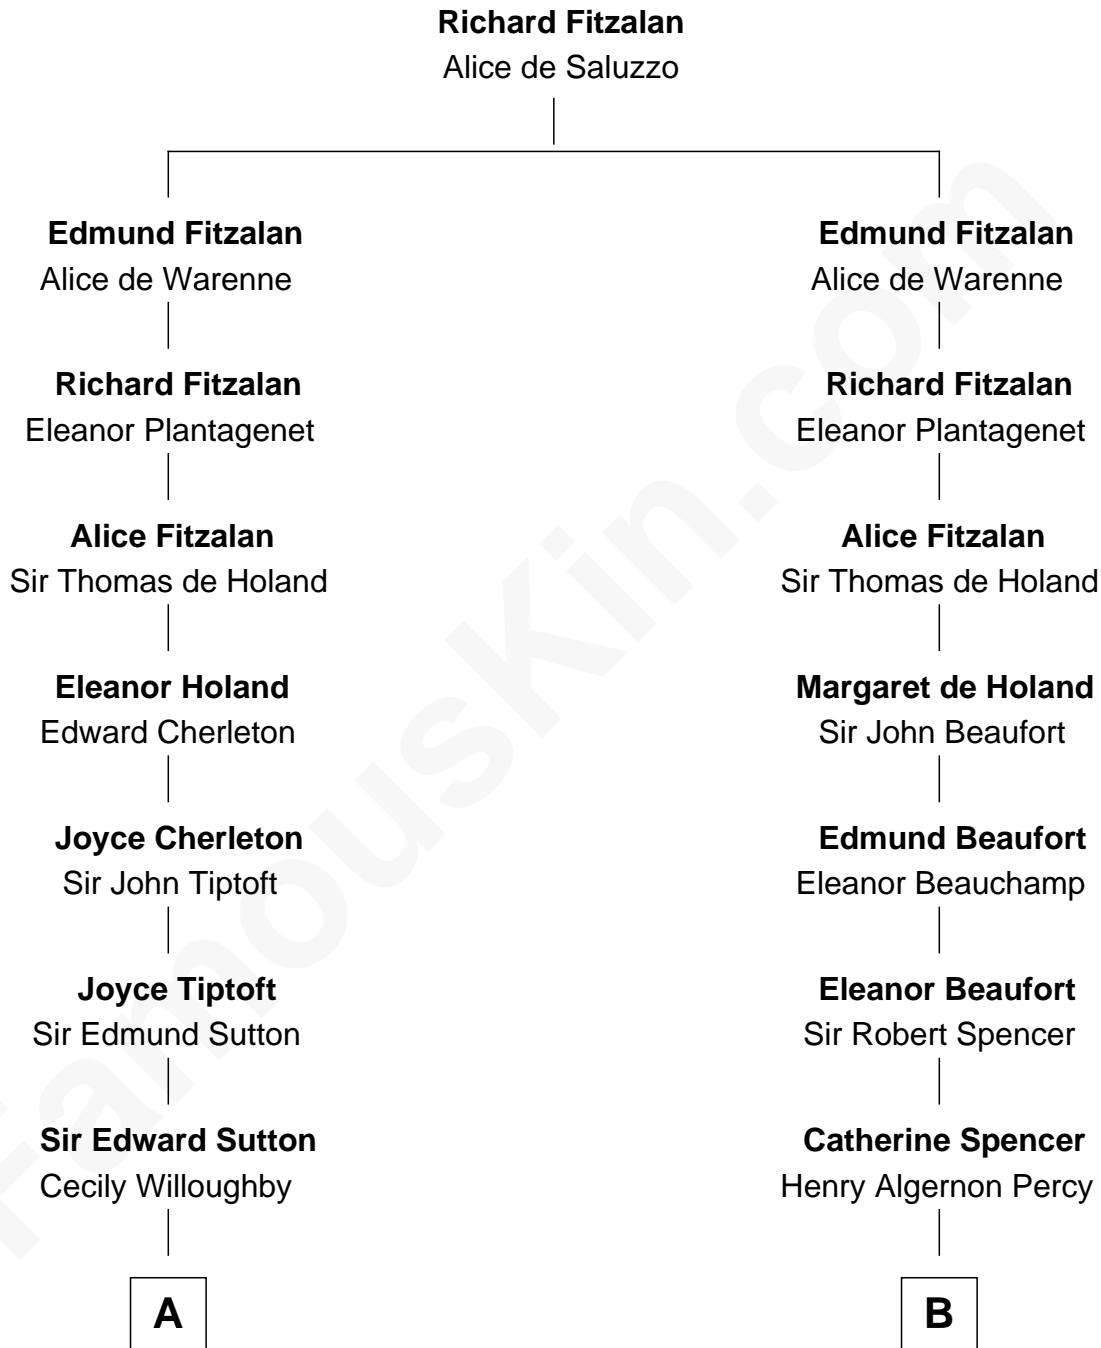 Richard Fitzalan
Alice de Saluzzo
Edmund Fitzalan
Alice de Warenne
Richard Fitzalan
Eleanor Plantagenet
Alice Fitzalan
Sir Thomas de Holand
Eleanor Holand
Edward Cherleton
Joyce Cherleton
Sir John Tiptoft
Joyce Tiptoft
Sir Edmund Sutton
Sir Edward Sutton
Cecily Willoughby
A
Edmund Fitzalan
Alice de Warenne
Richard Fitzalan
Eleanor Plantagenet
Alice Fitzalan
Sir Thomas de Holand
Margaret de Holand
Sir John Beaufort
Edmund Beaufort
Eleanor Beauchamp
Eleanor Beaufort
Sir Robert Spencer
Catherine Spencer
Henry Algernon Percy
B
FamousKin.com